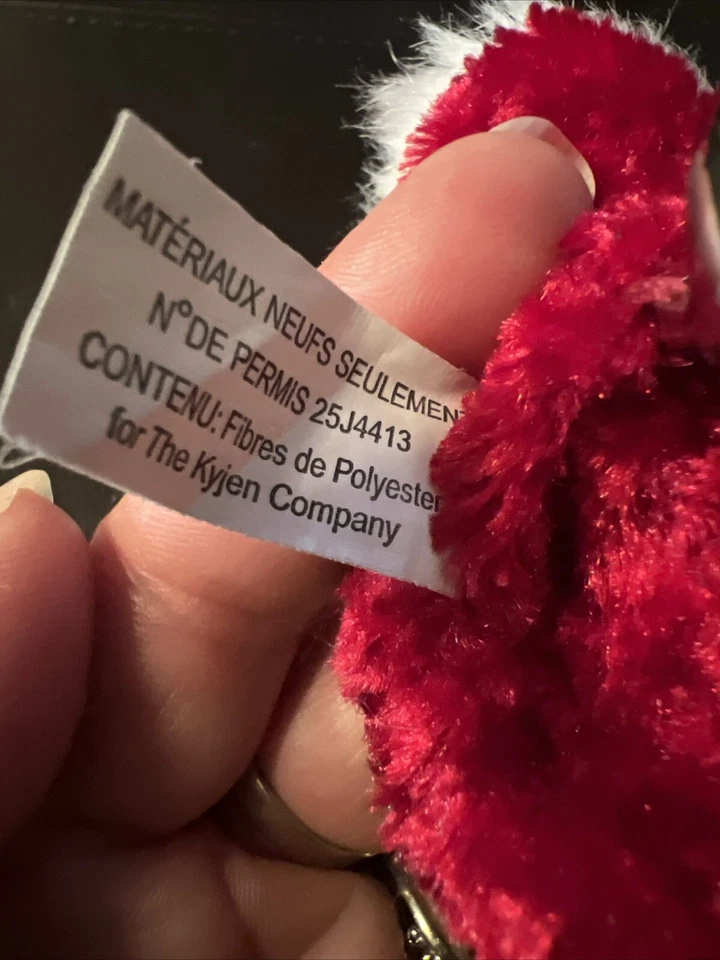 MATÉRIAUX NEUFS SEULEMENT
N° DE PERMIS 25J4413
CONTENU: Fibres de Polyester
for The Kyjen Company